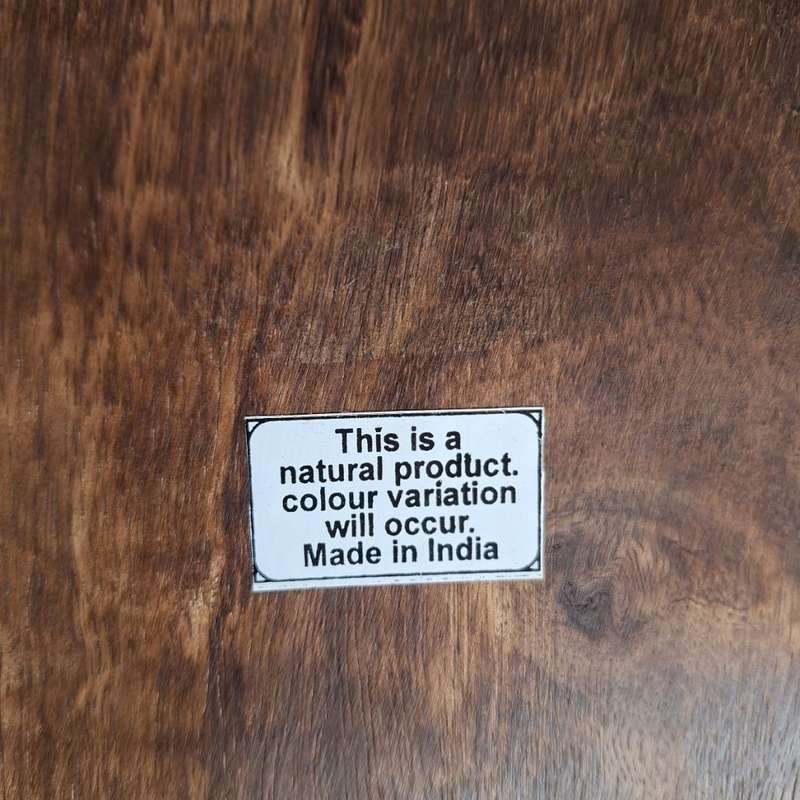 This is a
natural product.
colour variation
will occur.
Made in India